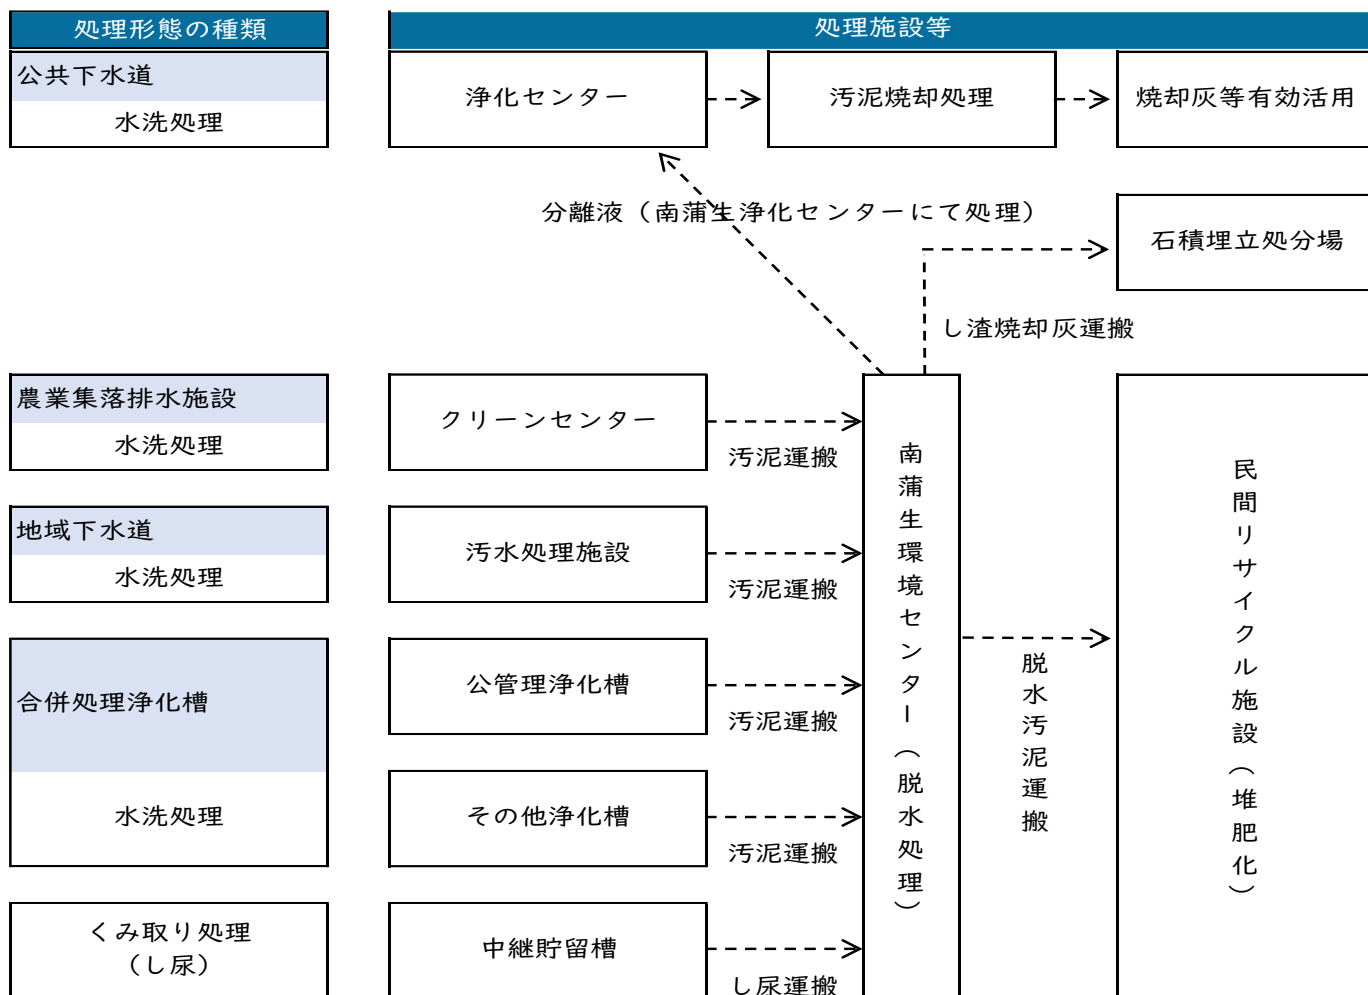 処理形態の種類
処理施設等
公共下水道
水洗処理
浄化センター
汚泥焼却処理
焼却灰等有効活用
分離液（南蒲生浄化センターにて処理）
石積埋立処分場
し渣焼却灰運搬
農業集落排水施設
水洗処理
クリーンセンター
汚泥運搬
地域下水道
水洗処理
汚水処理施設
汚泥運搬
合併処理浄化槽
水洗処理
公管理浄化槽
汚泥運搬
その他浄化槽
汚泥運搬
くみ取り処理
（し尿）
中継貯留槽
し尿運搬
南蒲生環境センター（脱水処理）
脱水汚泥運搬
民間リサイクル施設（堆肥化）